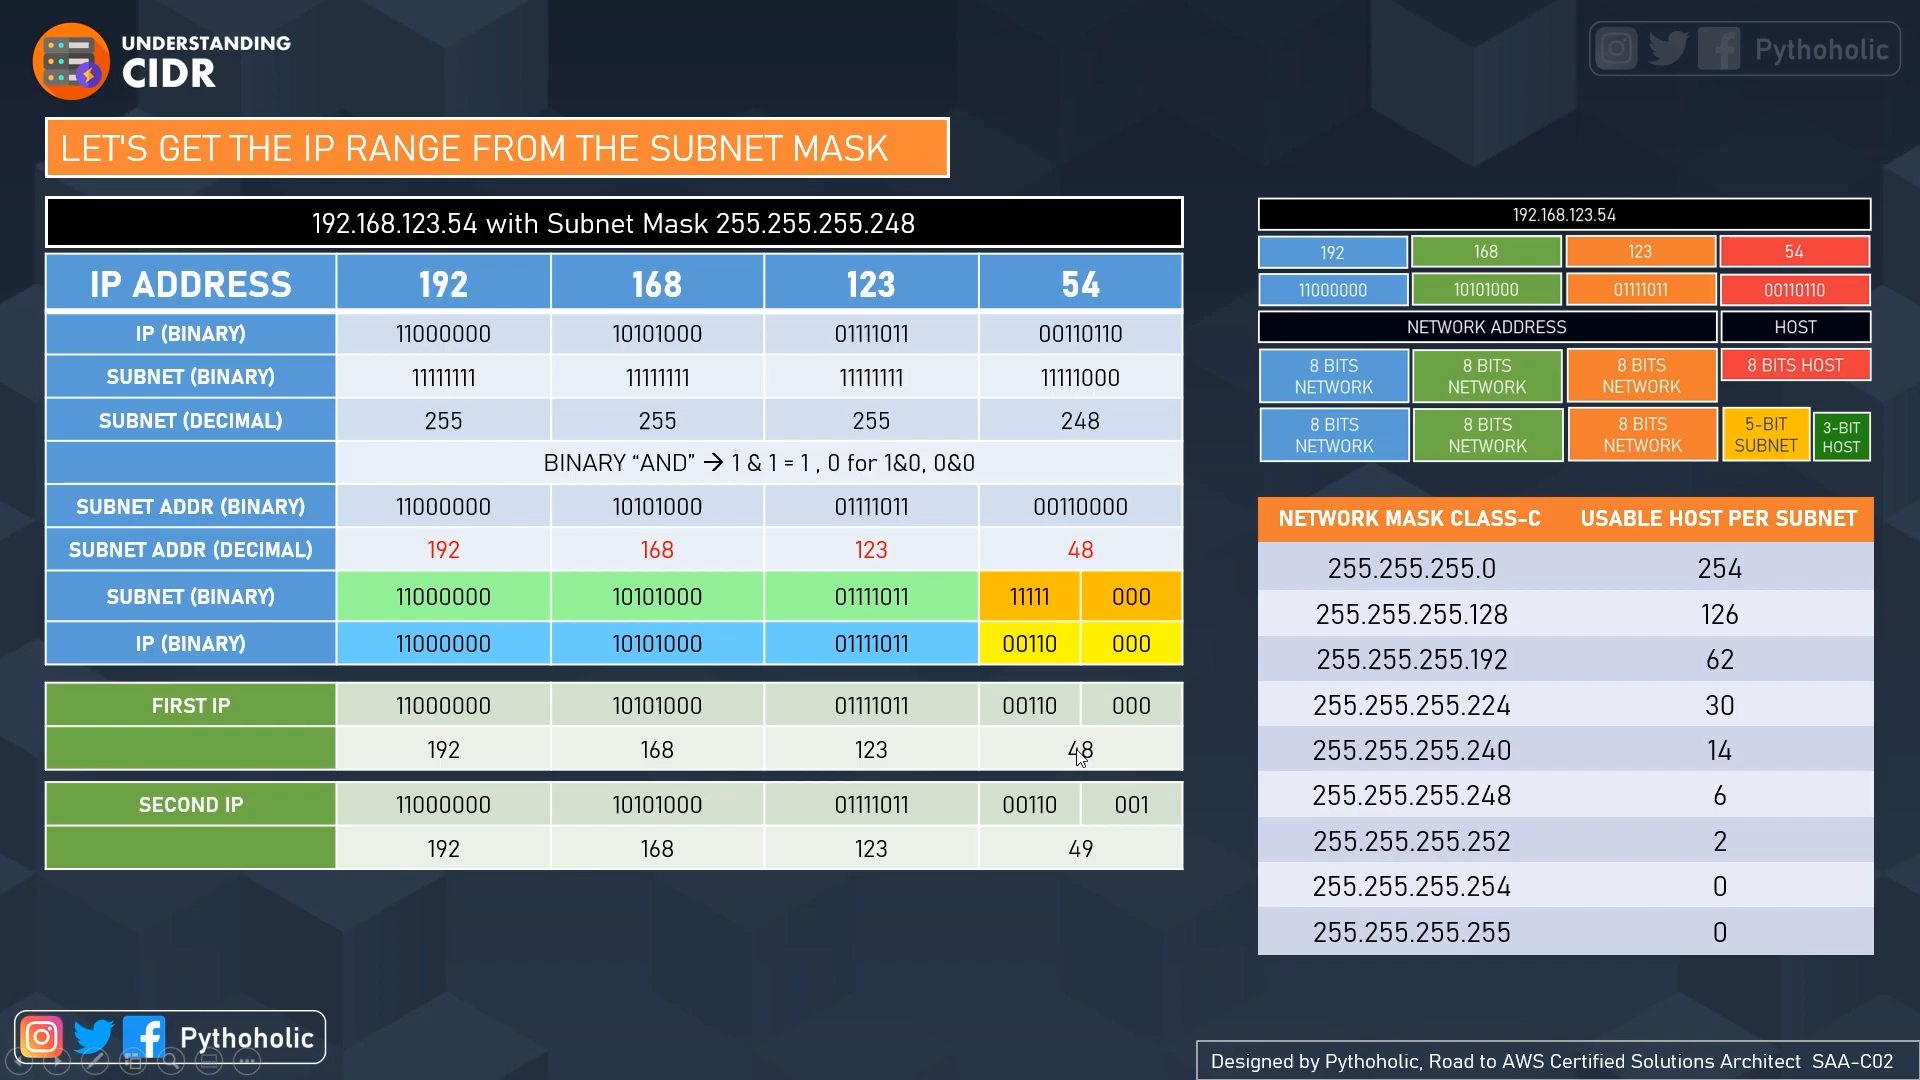 UNDERSTANDING
CIDR
Pythoholic
LET'S GET THE IP RANGE FROM THE SUBNET MASK
192.168.123.54 with Subnet Mask 255.255.255.248
IP ADDRESS 192 168 123 54
IP (BINARY) 11000000 10101000 01111011 00110110
SUBNET (BINARY) 11111111 11111111 11111111 11111000
SUBNET (DECIMAL) 255 255 255 248
BINARY “AND” → 1 & 1 = 1 , 0 for 1&0, 0&0
SUBNET ADDR (BINARY) 11000000 10101000 01111011 00110000
SUBNET ADDR (DECIMAL) 192 168 123 48
SUBNET (BINARY) 11000000 10101000 01111011 11111 000
IP (BINARY) 11000000 10101000 01111011 00110 000
FIRST IP 11000000 10101000 01111011 00110 000
192 168 123 48
SECOND IP 11000000 10101000 01111011 00110 001
192 168 123 49
192.168.123.54
192 168 123 54
11000000 10101000 01111011 00110110
NETWORK ADDRESS HOST
8 BITS NETWORK 8 BITS NETWORK 8 BITS NETWORK 8 BITS HOST
8 BITS NETWORK 8 BITS NETWORK 8 BITS NETWORK 5-BIT SUBNET 3-BIT HOST
NETWORK MASK CLASS-C USABLE HOST PER SUBNET
255.255.255.0 254
255.255.255.128 126
255.255.255.192 62
255.255.255.224 30
255.255.255.240 14
255.255.255.248 6
255.255.255.252 2
255.255.255.254 0
255.255.255.255 0
Pythoholic
Designed by Pythoholic, Road to AWS Certified Solutions Architect SAA-C02